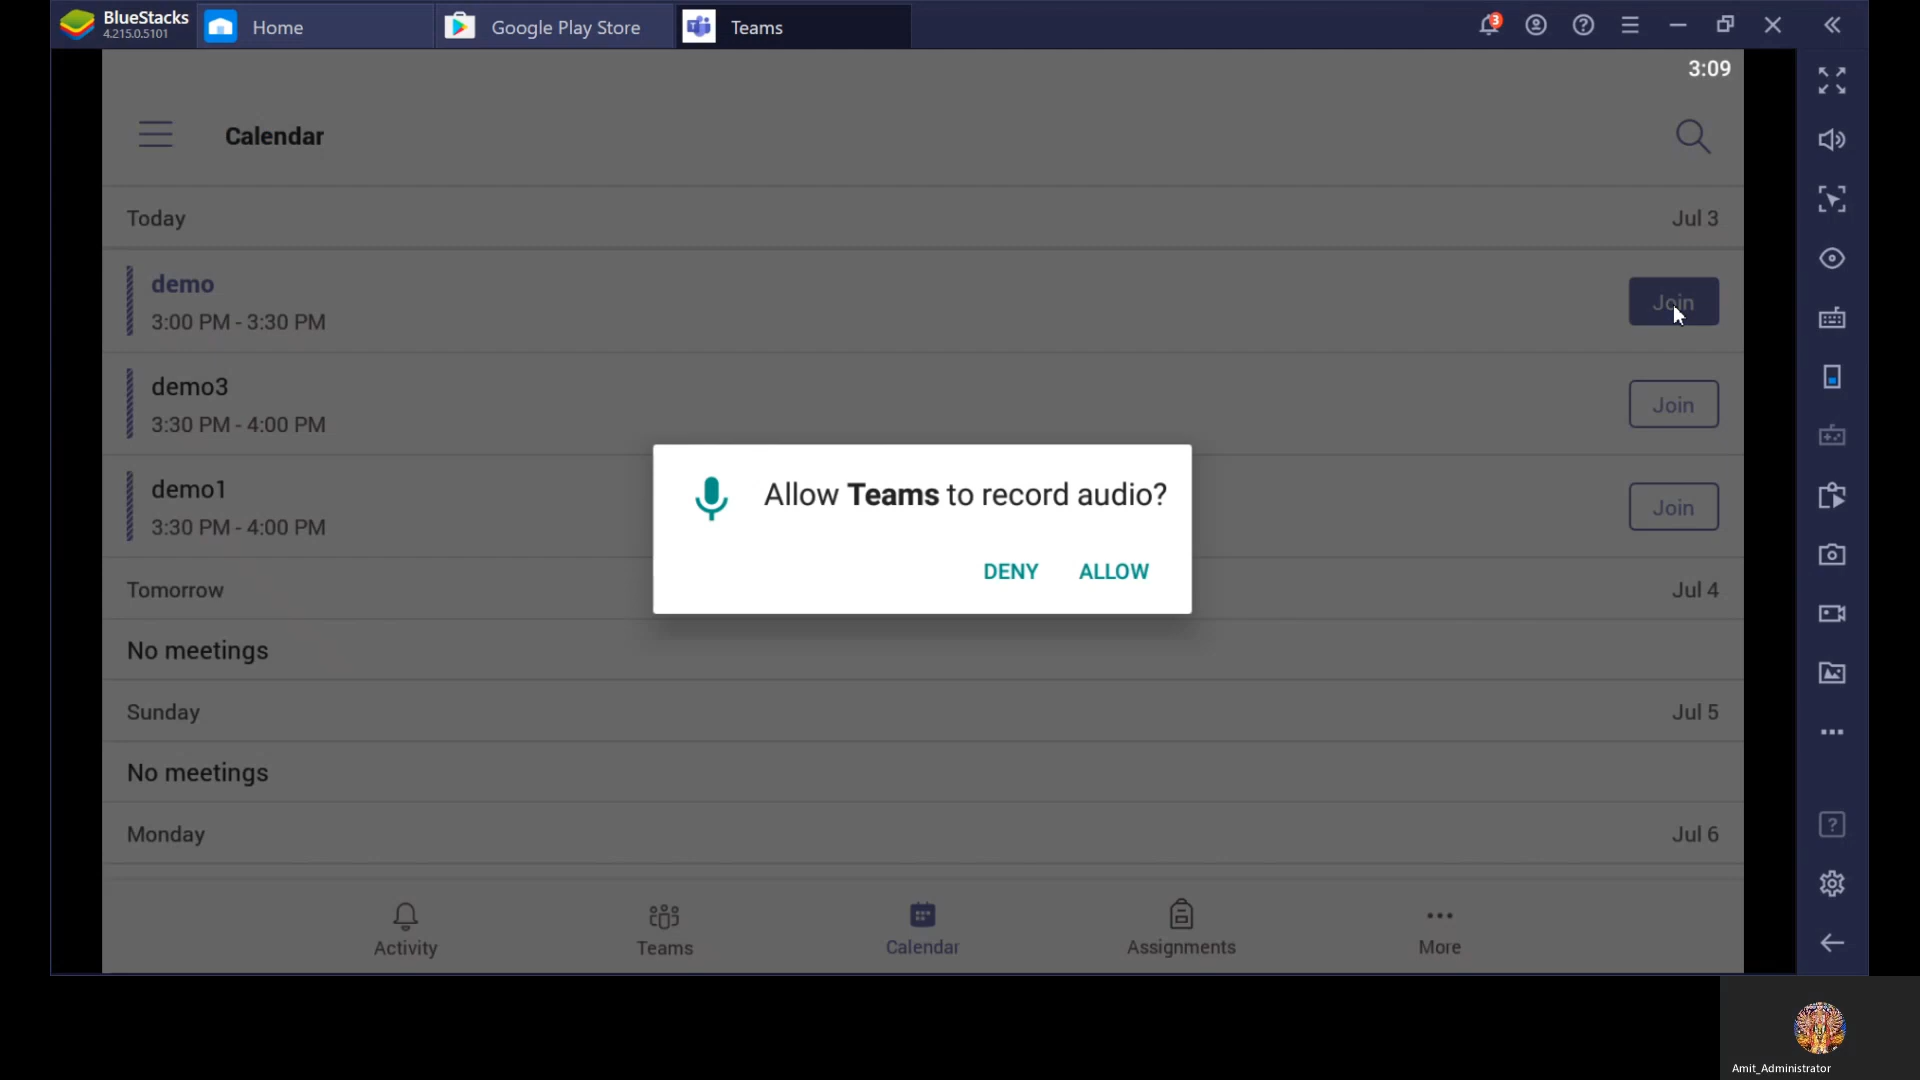 BlueStacks
4.215.0.5101
Home
Google Play Store
Teams
3
3:09
Calendar
Today
Jul 3
demo
3:00 PM - 3:30 PM
Join
demo3
3:30 PM - 4:00 PM
Join
demo1
3:30 PM - 4:00 PM
Join
Allow Teams to record audio?
DENY
ALLOW
Tomorrow
Jul 4
No meetings
Sunday
Jul 5
No meetings
Monday
Jul 6
Activity
Teams
Calendar
Assignments
More
Amit_Administrator